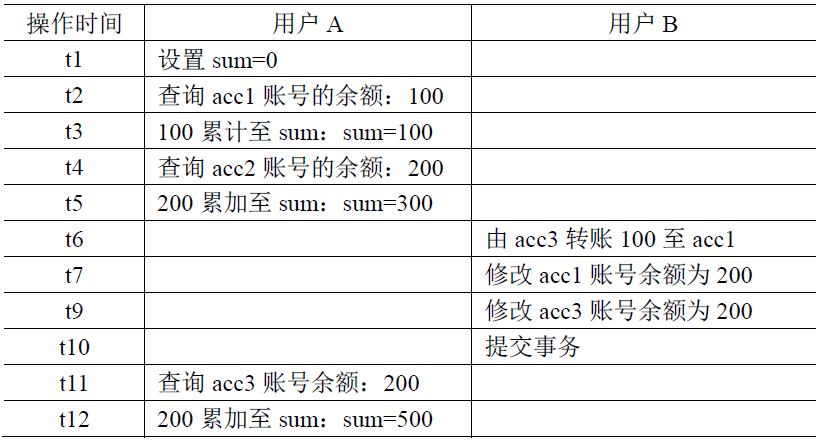 操作时间 用户 A 用户 B
t1 设置 sum=0
t2 查询 acc1 账号的余额：100
t3 100 累计至 sum：sum=100
t4 查询 acc2 账号的余额：200
t5 200 累加至 sum：sum=300
t6 由 acc3 转账 100 至 acc1
t7 修改 acc1 账号余额为 200
t9 修改 acc3 账号余额为 200
t10 提交事务
t11 查询 acc3 账号余额：200
t12 200 累加至 sum：sum=500